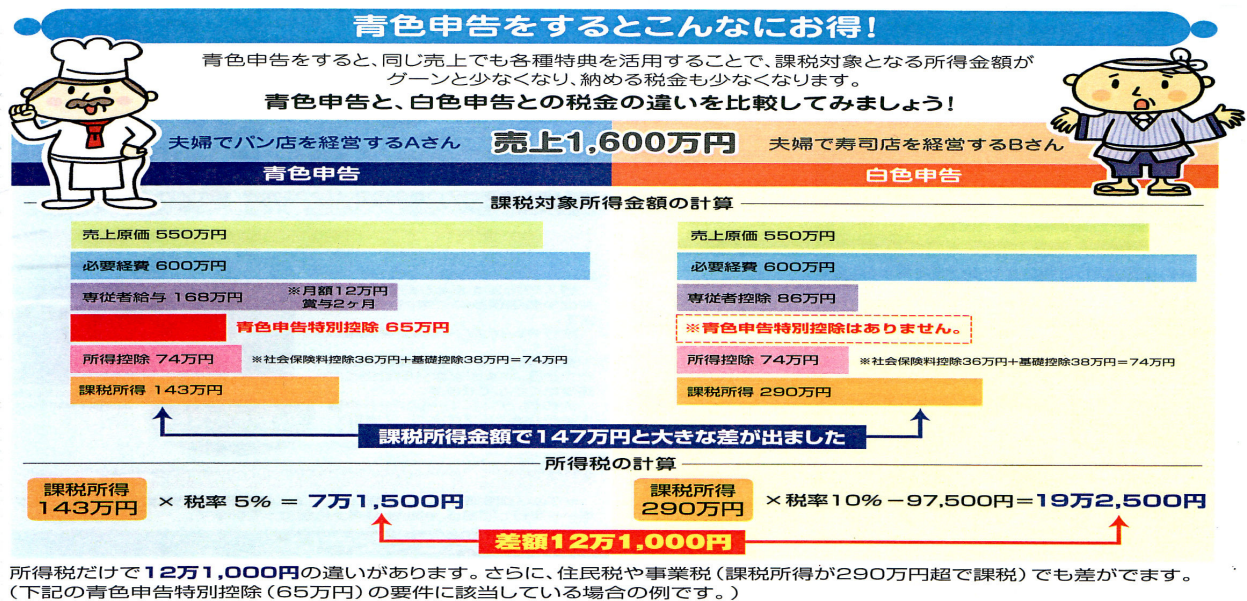 青色申告をするとこんなにお得！
青色申告をすると、同じ売上でも各種特典を活用することで、課税対象となる所得金額が
グーンと少なくなり、納める税金も少なくなります。
青色申告と、白色申告との税金の違いを比較してみましょう！
夫婦でパン店を経営するAさん 売上1,600万円 夫婦で寿司店を経営するBさん
青色申告 白色申告
課税対象所得金額の計算
売上原価 550万円
必要経費 600万円
専従者給与 168万円 ※月額12万円
賞与2ヶ月
青色申告特別控除 65万円
所得控除 74万円 ※社会保険料控除36万円＋基礎控除38万円＝74万円
課税所得 143万円
売上原価 550万円
必要経費 600万円
専従者控除 86万円
※青色申告特別控除はありません。
所得控除 74万円 ※社会保険料控除36万円＋基礎控除38万円＝74万円
課税所得 290万円
課税所得金額で147万円と大きな差が出ました
所得税の計算
課税所得
143万円 × 税率 5% ＝ 7万1,500円
課税所得
290万円 ×税率10%－97,500円＝19万2,500円
差額12万1,000円
所得税だけで12万1,000円の違いがあります。さらに、住民税や事業税（課税所得が290万円超で課税）でも差がでます。
（下記の青色申告特別控除（65万円）の要件に該当している場合の例です。）